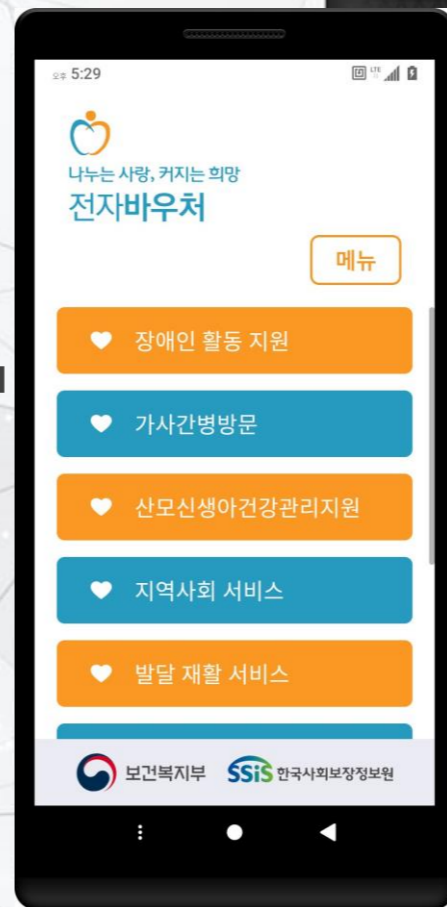 오후 5:29
LTE
나누는 사랑, 커지는 희망
전자바우처
메뉴
장애인 활동 지원
가사간병방문
산모신생아건강관리지원
지역사회 서비스
발달 재활 서비스
보건복지부
SSiS 한국사회보장정보원